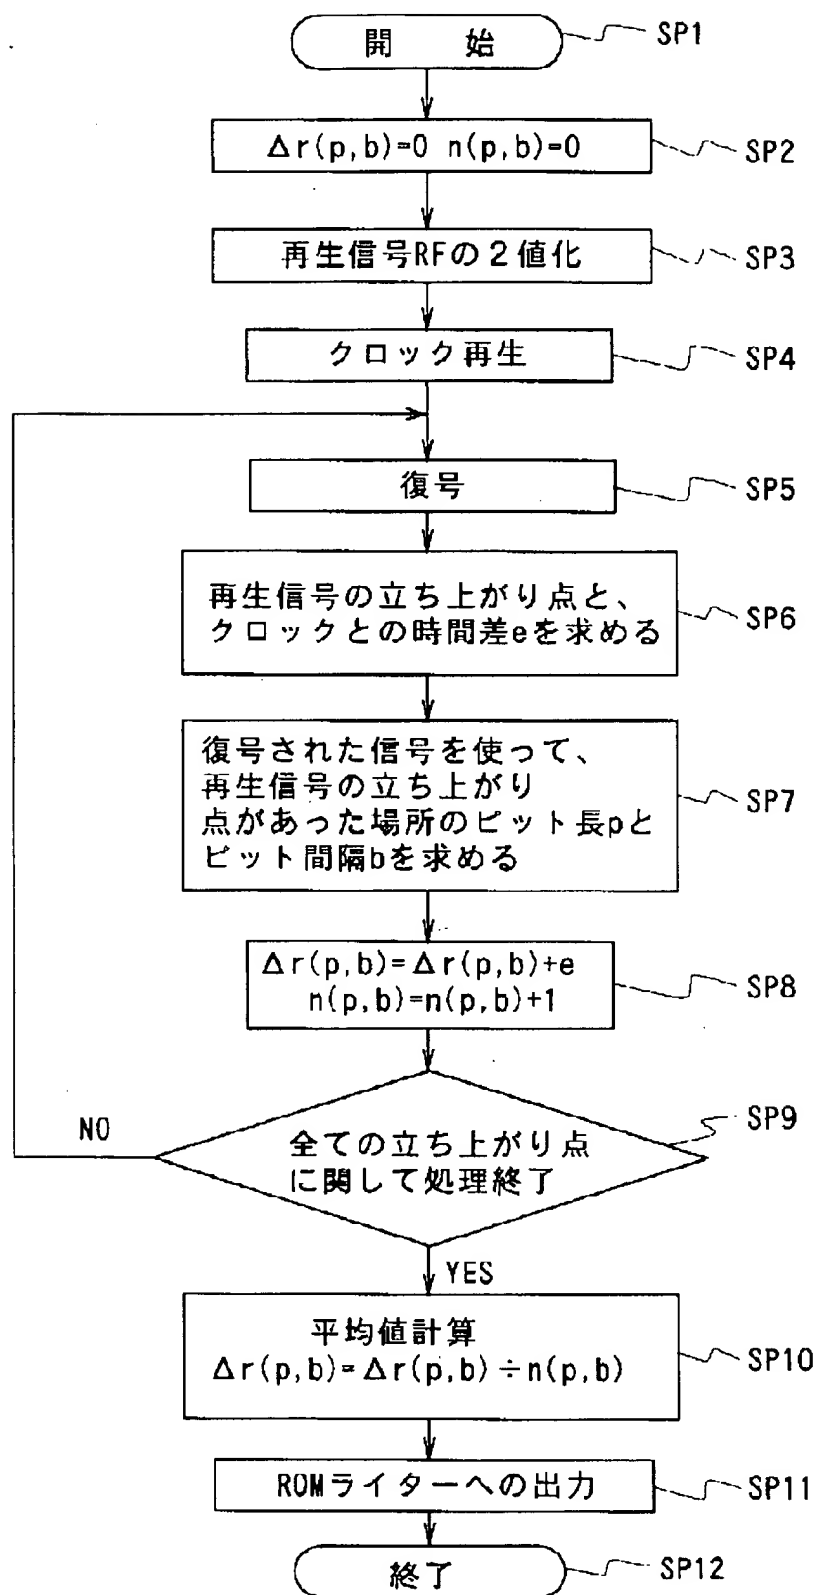 開 始
SP1
Δr(p,b)=0 n(p,b)=0
SP2
再生信号RFの2値化
SP3
クロック再生
SP4
復号
SP5
再生信号の立ち上がり点と、
クロックとの時間差eを求める
SP6
復号された信号を使って、
再生信号の立ち上がり
点があった場所のピット長pと
ピット間隔bを求める
SP7
Δr(p,b)=Δr(p,b)+e
n(p,b)=n(p,b)+1
SP8
NO
全ての立ち上がり点
に関して処理終了
SP9
YES
平均値計算
Δr(p,b)=Δr(p,b)÷n(p,b)
SP10
ROMライターへの出力
SP11
終了
SP12